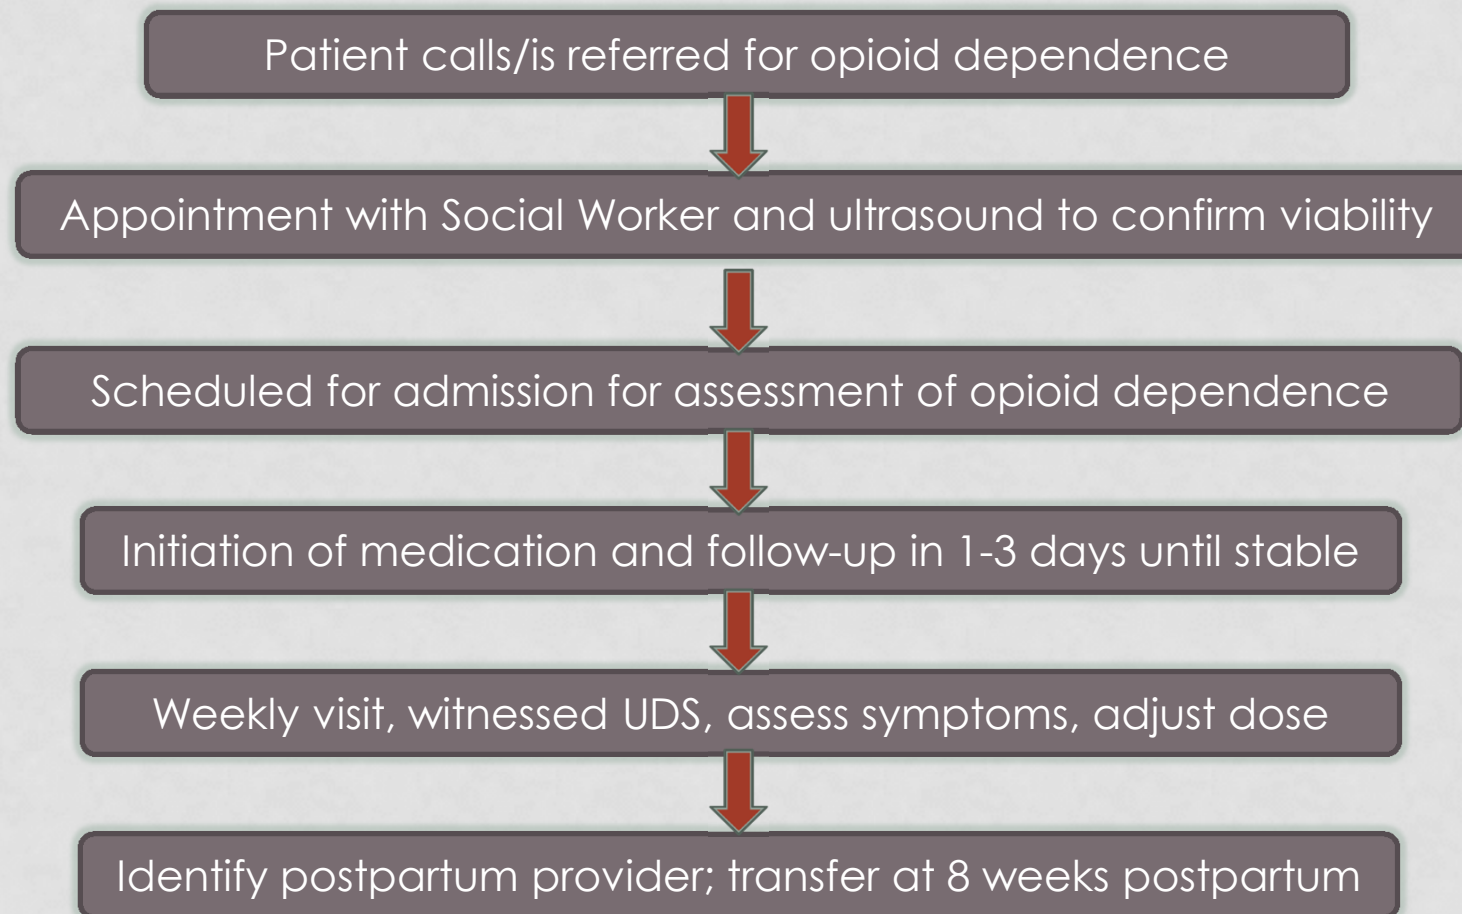 Patient calls/is referred for opioid dependence
Appointment with Social Worker and ultrasound to confirm viability
Scheduled for admission for assessment of opioid dependence
Initiation of medication and follow-up in 1-3 days until stable
Weekly visit, witnessed UDS, assess symptoms, adjust dose
Identify postpartum provider; transfer at 8 weeks postpartum